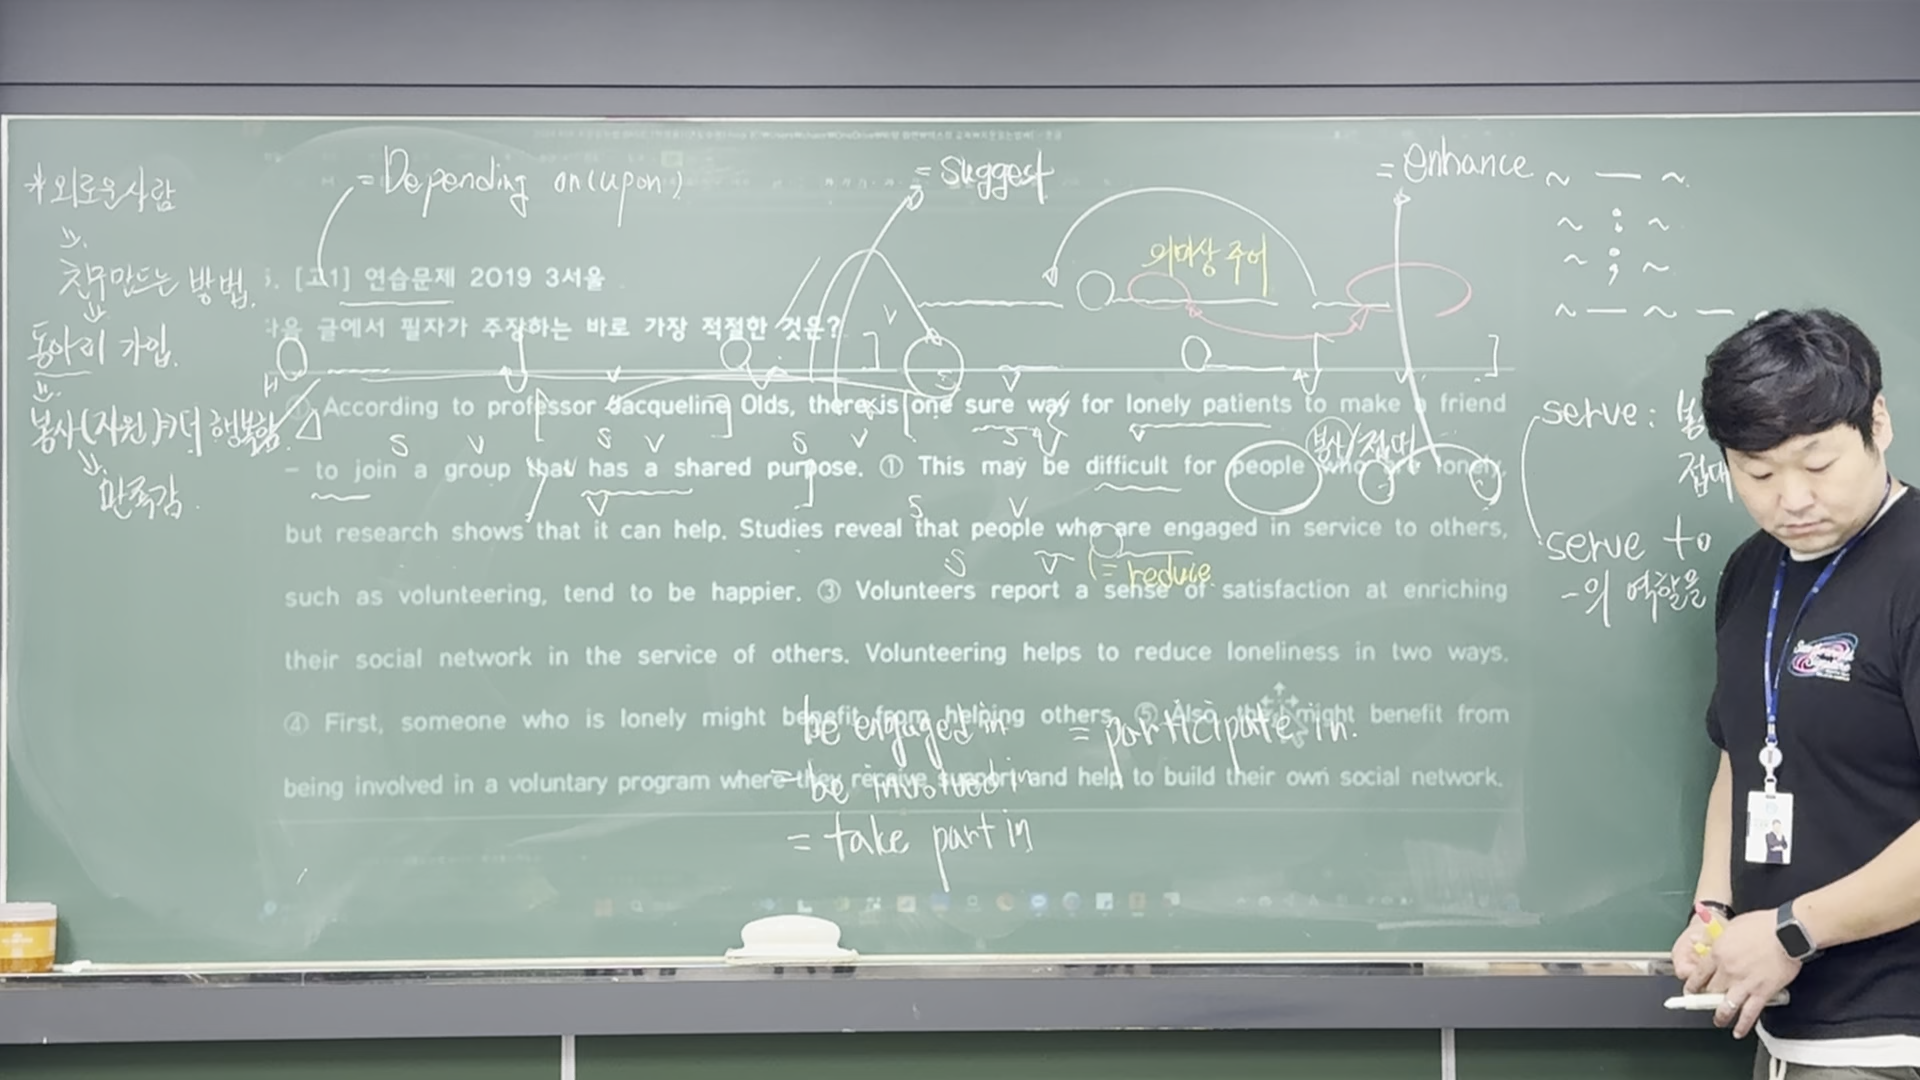 *외로운사람
친구만드는 방법.
동아리 가입.
봉사(자원)
더 행복함
만족감.
= Depending on(upon)
= Suggest
= enhance
~ — ~
~ : ~
~ ; ~
~ — ~ —
의미상 주어
[고1] 연습문제 2019 3서울
글에서 필자가 주장하는 바로 가장 적절한 것은?
According to professor Jacqueline Olds, there is one sure way for lonely patients to make a friend
– to join a group that has a shared purpose. ① This may be difficult for people who are lonely,
봉사/접대
but research shows that it can help. Studies reveal that people who are engaged in service to others,
= reduce
such as volunteering, tend to be happier. ③ Volunteers report a sense of satisfaction at enriching
their social network in the service of others. Volunteering helps to reduce loneliness in two ways.
④ First, someone who is lonely might benefit from helping others. ⑤ Also, they might benefit from
being involved in a voluntary program where they receive support and help to build their own social network.
be engaged in = participate in.
= be involved in
= take part in
serve :
접대
serve to
-의 역할을